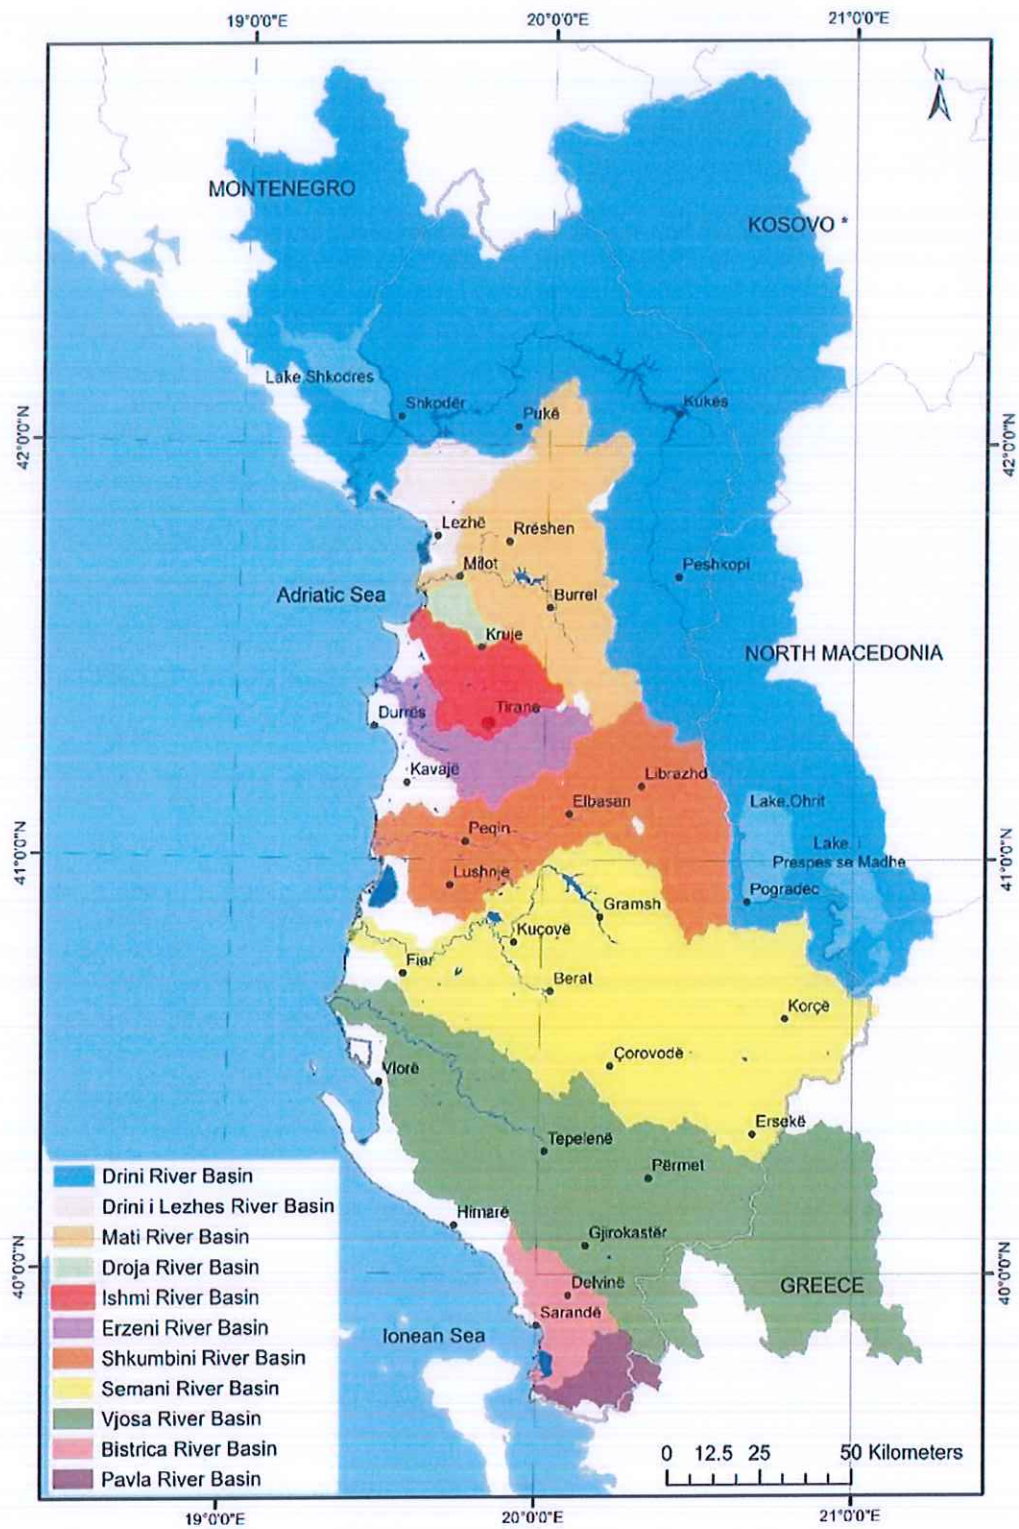 19°0'0"E
20°0'0"E
21°0'0"E
N
MONTENEGRO
KOSOVO *
Lake Shkodres
Shkodër
Pukë
Kukës
42°0'0"N
42°0'0"N
Lezhë
Rrëshen
Milot
Peshkopi
Adriatic Sea
Burrel
Kruje
NORTH MACEDONIA
Durrës
Tirane
Kavajë
Librazhd
Elbasan
Lake Ohrit
Peqin
Lake
Prespes se Madhe
41°0'0"N
41°0'0"N
Lushnjë
Pogradec
Gramsh
Kuçovë
Fier
Berat
Korçë
Çorovodë
Vlorë
Ersekë
Tepelenë
Përmet
Himarë
Gjirokastër
40°0'0"N
40°0'0"N
Delvinë
GREECE
Sarandë
Ionean Sea
Drini River Basin
Drini i Lezhes River Basin
Mati River Basin
Droja River Basin
Ishmi River Basin
Erzeni River Basin
Shkumbini River Basin
Semani River Basin
Vjosa River Basin
Bistrica River Basin
Pavla River Basin
0 12.5 25 50 Kilometers
19°0'0"E
20°0'0"E
21°0'0"E